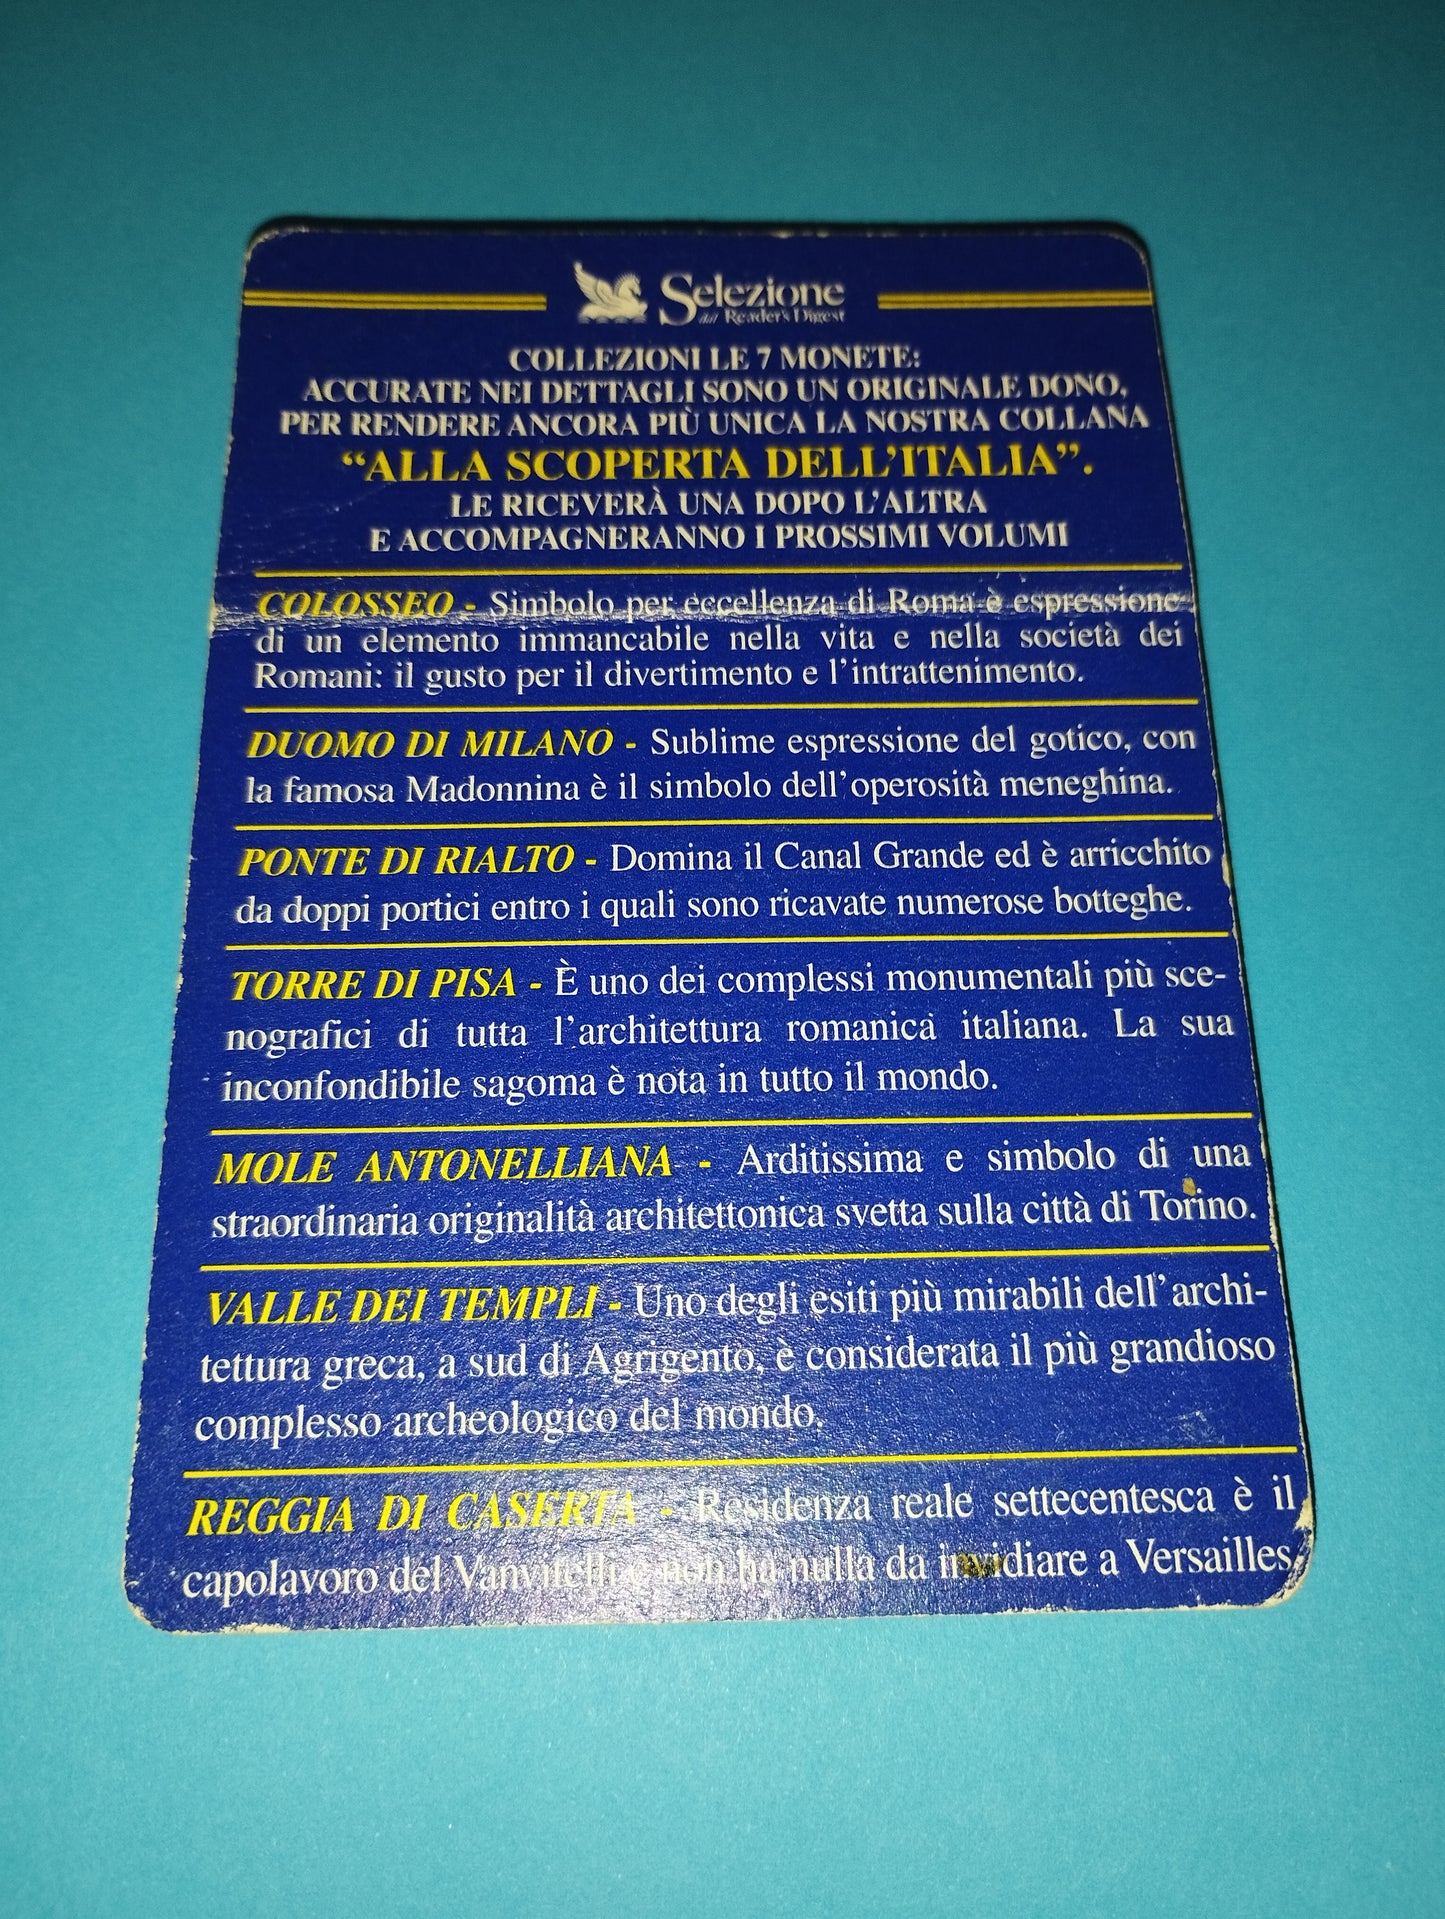 Selezione
dal Reader's Digest
COLLEZIONI LE 7 MONETE:
ACCURATE NEI DETTAGLI SONO UN ORIGINALE DONO,
PER RENDERE ANCORA PIÙ UNICA LA NOSTRA COLLANA
“ALLA SCOPERTA DELL’ITALIA”.
LE RICEVERÀ UNA DOPO L’ALTRA
E ACCOMPAGNERANNO I PROSSIMI VOLUMI
COLOSSEO - Simbolo per eccellenza di Roma è espressione
di un elemento immancabile nella vita e nella società dei
Romani: il gusto per il divertimento e l’intrattenimento.
DUOMO DI MILANO - Sublime espressione del gotico, con
la famosa Madonnina è il simbolo dell’operosità meneghina.
PONTE DI RIALTO - Domina il Canal Grande ed è arricchito
da doppi portici entro i quali sono ricavate numerose botteghe.
TORRE DI PISA - È uno dei complessi monumentali più sce-
nografici di tutta l’architettura romanica italiana. La sua
inconfondibile sagoma è nota in tutto il mondo.
MOLE ANTONELLIANA - Arditissima e simbolo di una
straordinaria originalità architettonica svetta sulla città di Torino.
VALLE DEI TEMPLI - Uno degli esiti più mirabili dell’archi-
tettura greca, a sud di Agrigento, è considerata il più grandioso
complesso archeologico del mondo.
REGGIA DI CASERTA - Residenza reale settecentesca è il
capolavoro del Vanvitelli e non ha nulla da invidiare a Versailles.